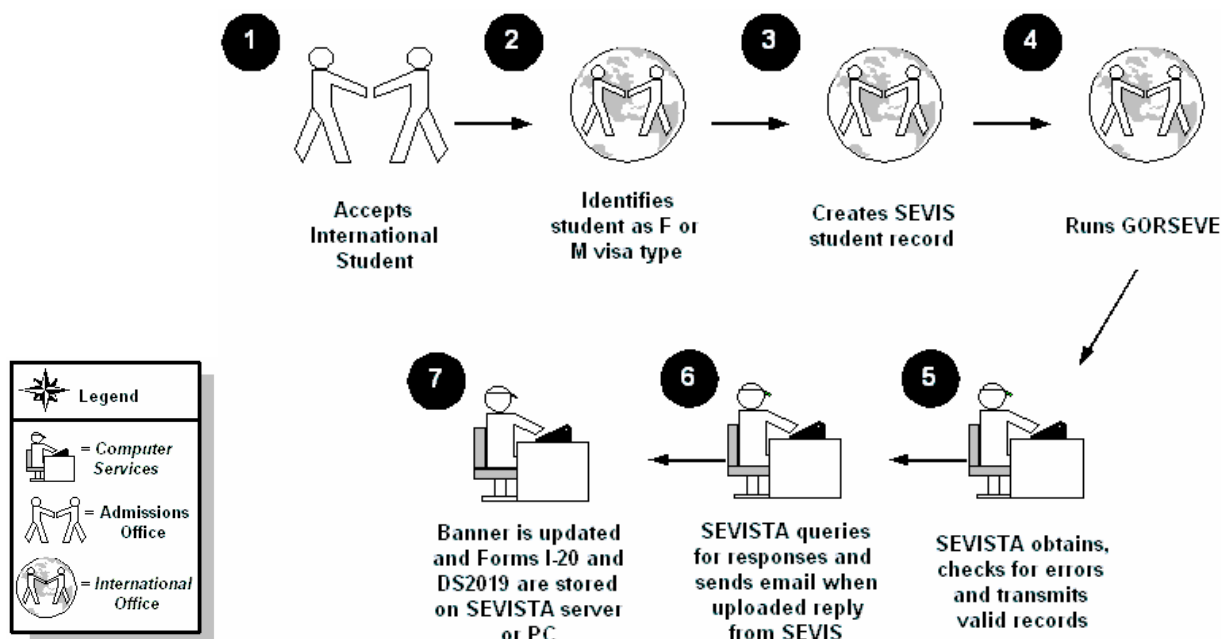 1
Accepts
International
Student
2
Identifies
student as F or
M visa type
3
Creates SEVIS
student record
4
Runs GORSEVE
5
SEVISTA obtains,
checks for errors
and transmits
valid records
6
SEVISTA queries
for responses and
sends email when
uploaded reply
from SEVIS
7
Banner is updated
and Forms I-20 and
DS2019 are stored
on SEVISTA server
or PC
Legend
= Computer
Services
= Admissions
Office
= International
Office